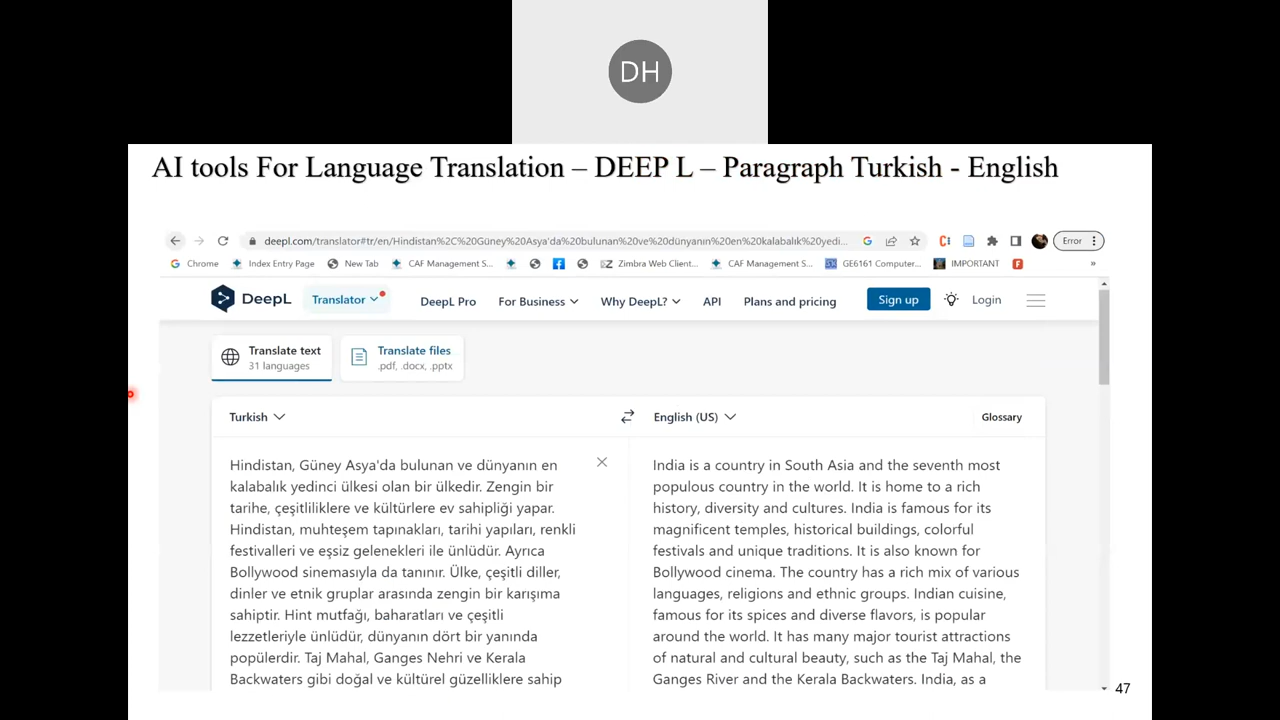 DH
AI tools For Language Translation – DEEP L – Paragraph Turkish - English
deepl.com/translator#tr/en/Hindistan%2C%20Güney%20Asya'da%20bulunan%20ve%20dünyanın%20en%20kalabalık%20yedi...
Error
Chrome Index Entry Page New Tab CAF Management S... Zimbra Web Client... CAF Management S... GE6161 Computer... IMPORTANT »
DeepL Translator DeepL Pro For Business Why DeepL? API Plans and pricing Sign up Login
Translate text
31 languages
Translate files
.pdf, .docx, .pptx
Turkish
English (US)
Glossary
Hindistan, Güney Asya'da bulunan ve dünyanın en
kalabalık yedinci ülkesi olan bir ülkedir. Zengin bir
tarihe, çeşitliliklere ve kültürlere ev sahipliği yapar.
Hindistan, muhteşem tapınakları, tarihi yapıları, renkli
festivalleri ve eşsiz gelenekleri ile ünlüdür. Ayrıca
Bollywood sinemasıyla da tanınır. Ülke, çeşitli diller,
dinler ve etnik gruplar arasında zengin bir karışıma
sahiptir. Hint mutfağı, baharatları ve çeşitli
lezzetleriyle ünlüdür, dünyanın dört bir yanında
popülerdir. Taj Mahal, Ganges Nehri ve Kerala
Backwaters gibi doğal ve kültürel güzelliklere sahip
India is a country in South Asia and the seventh most
populous country in the world. It is home to a rich
history, diversity and cultures. India is famous for its
magnificent temples, historical buildings, colorful
festivals and unique traditions. It is also known for
Bollywood cinema. The country has a rich mix of various
languages, religions and ethnic groups. Indian cuisine,
famous for its spices and diverse flavors, is popular
around the world. It has many major tourist attractions
of natural and cultural beauty, such as the Taj Mahal, the
Ganges River and the Kerala Backwaters. India, as a
47